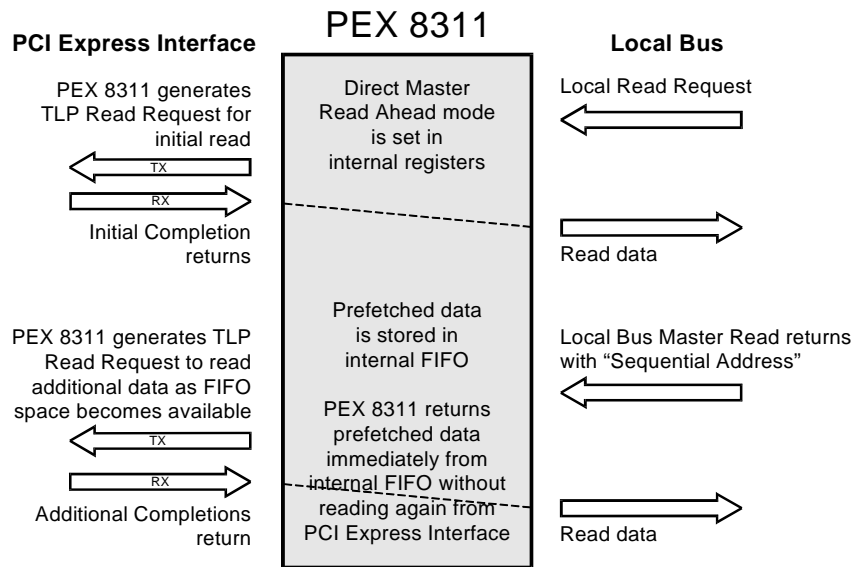 PEX 8311
PCI Express Interface
Local Bus
PEX 8311 generates
TLP Read Request for
initial read
TX
RX
Initial Completion
returns
Direct Master
Read Ahead mode
is set in
internal registers
Local Read Request
Read data
PEX 8311 generates TLP
Read Request to read
additional data as FIFO
space becomes available
TX
RX
Additional Completions
return
Prefetched data
is stored in
internal FIFO
PEX 8311 returns
prefetched data
immediately from
internal FIFO without
reading again from
PCI Express Interface
Local Bus Master Read returns
with “Sequential Address”
Read data